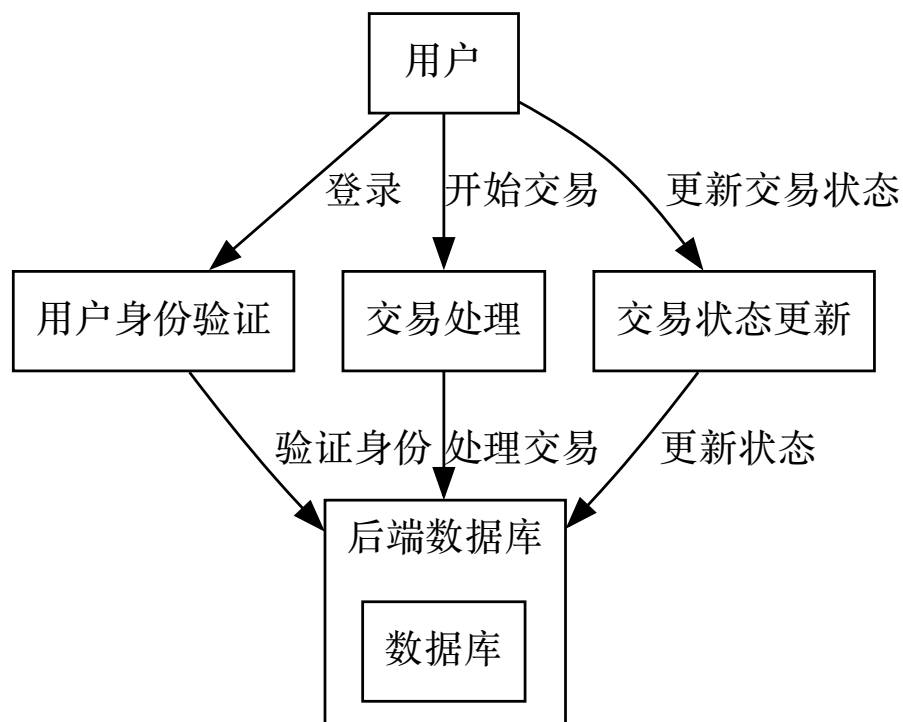 用户
登录
开始交易
更新交易状态
用户身份验证
交易处理
交易状态更新
验证身份
处理交易
更新状态
后端数据库
数据库